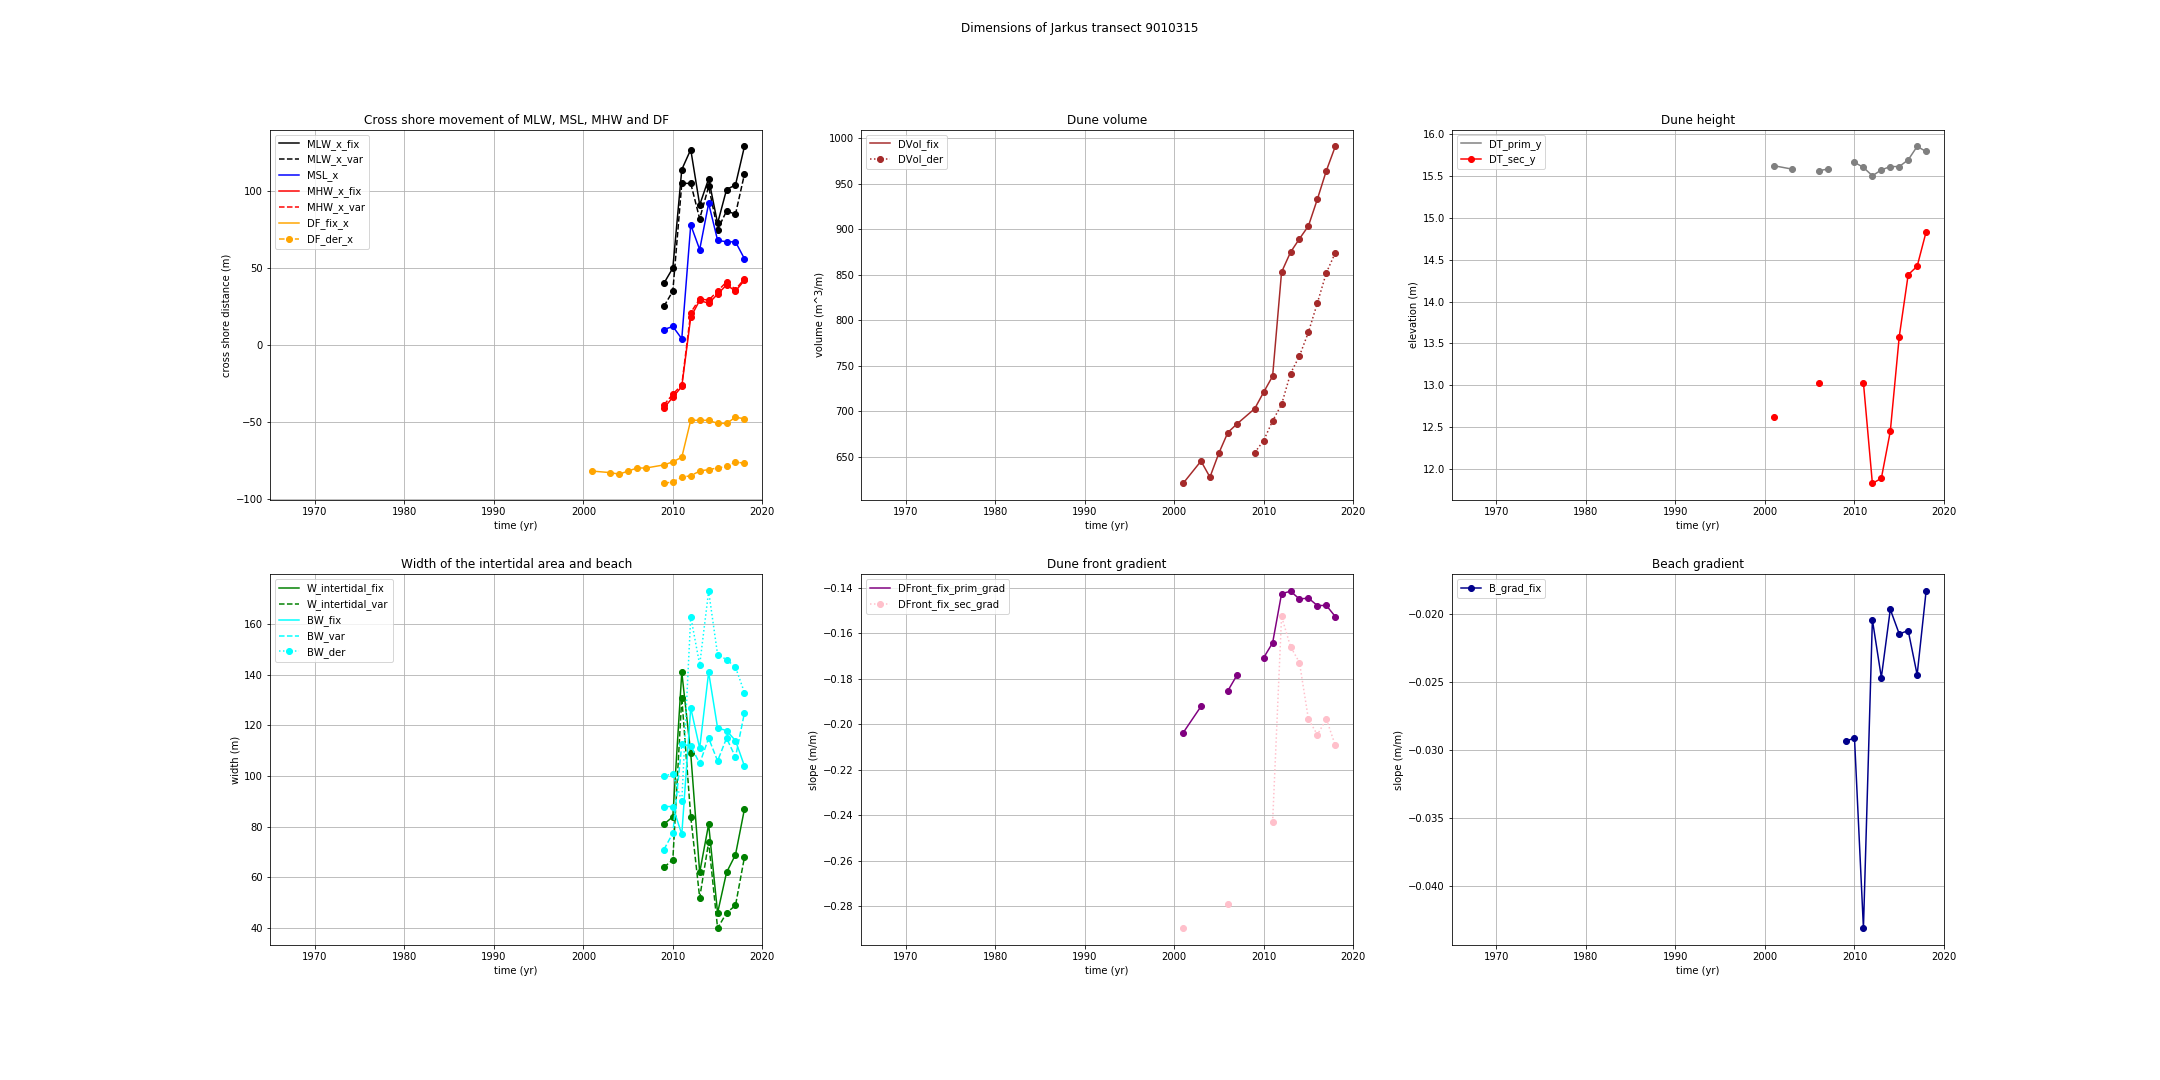 Dimensions of Jarkus transect 9010315
Cross shore movement of MLW, MSL, MHW and DF
MLW_x_fix
MLW_x_var
MSL_x
MHW_x_fix
MHW_x_var
DF_fix_x
DF_der_x
100
50
0
−50
−100
cross shore distance (m)
1970 1980 1990 2000 2010 2020
time (yr)
Dune volume
DVol_fix
DVol_der
1000
950
900
850
800
750
700
650
volume (m^3/m)
1970 1980 1990 2000 2010 2020
time (yr)
Dune height
DT_prim_y
DT_sec_y
16.0
15.5
15.0
14.5
14.0
13.5
13.0
12.5
12.0
elevation (m)
1970 1980 1990 2000 2010 2020
time (yr)
Width of the intertidal area and beach
W_intertidal_fix
W_intertidal_var
BW_fix
BW_var
BW_der
160
140
120
100
80
60
40
width (m)
1970 1980 1990 2000 2010 2020
time (yr)
Dune front gradient
DFront_fix_prim_grad
DFront_fix_sec_grad
−0.14
−0.16
−0.18
−0.20
−0.22
−0.24
−0.26
−0.28
slope (m/m)
1970 1980 1990 2000 2010 2020
time (yr)
Beach gradient
B_grad_fix
−0.020
−0.025
−0.030
−0.035
−0.040
slope (m/m)
1970 1980 1990 2000 2010 2020
time (yr)